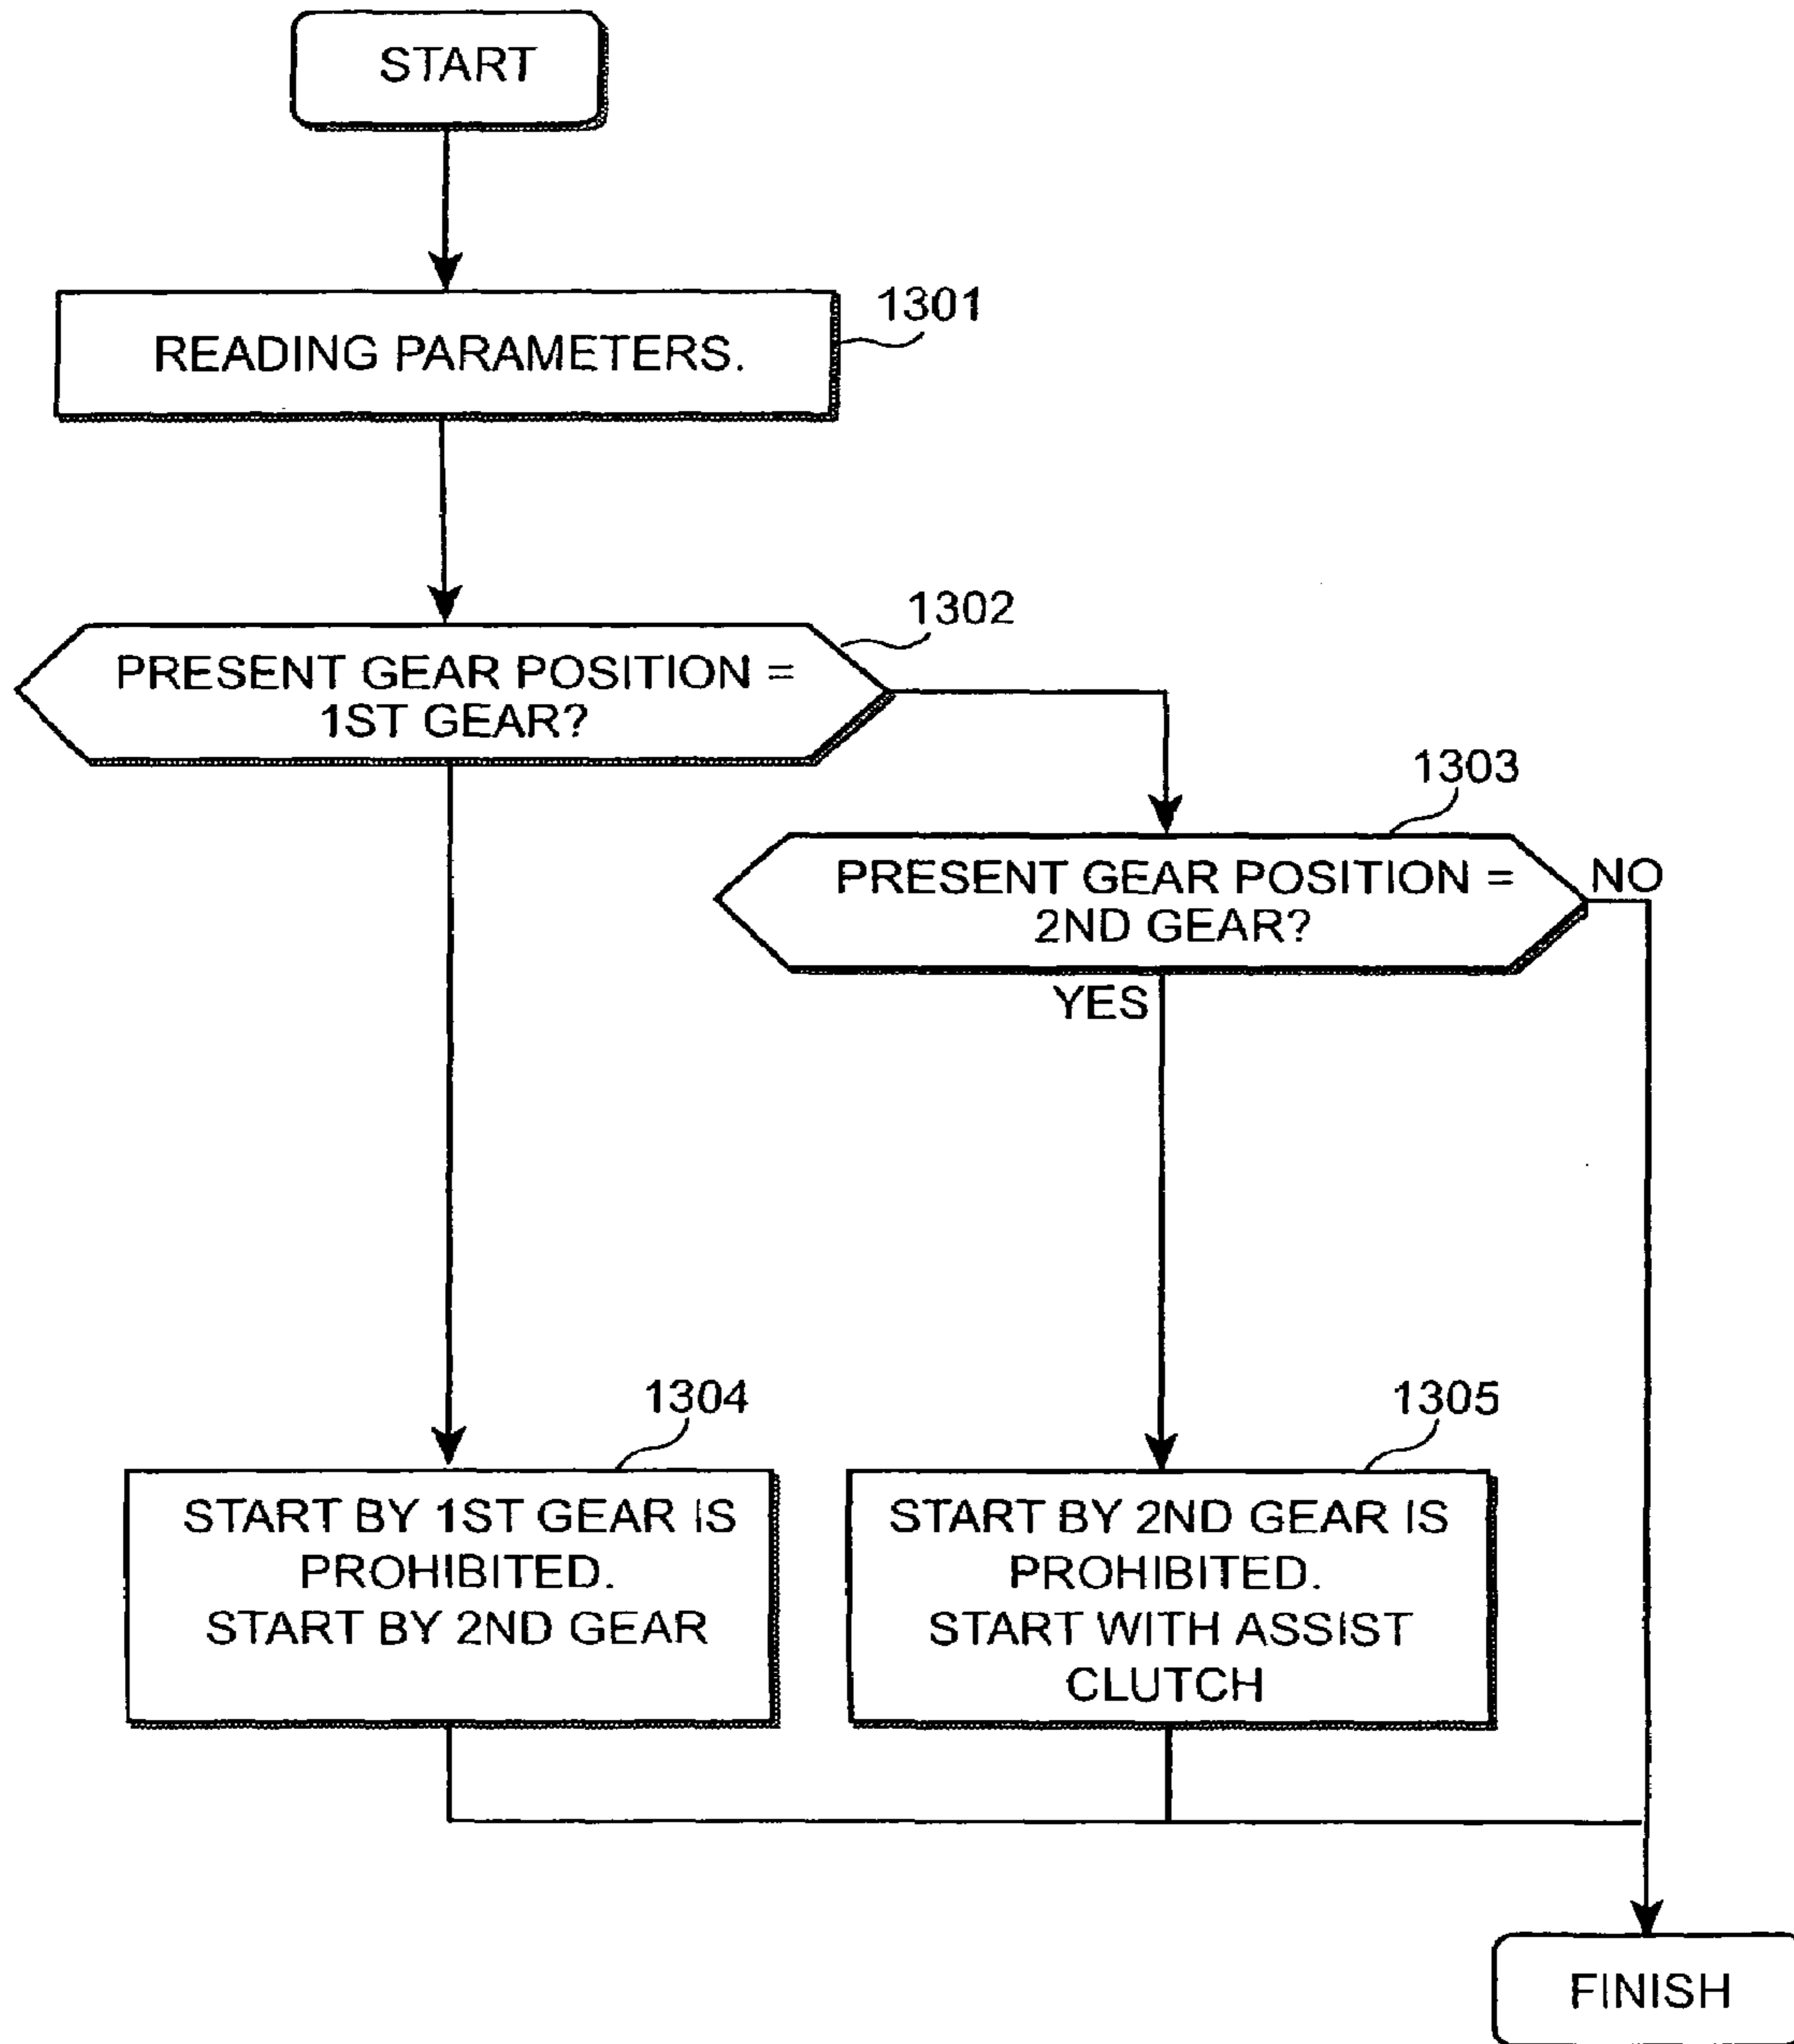 START
1301
READING PARAMETERS.
1302
PRESENT GEAR POSITION =
1ST GEAR?
1303
PRESENT GEAR POSITION =
2ND GEAR?
NO
YES
1304
START BY 1ST GEAR IS
PROHIBITED.
START BY 2ND GEAR
1305
START BY 2ND GEAR IS
PROHIBITED.
START WITH ASSIST
CLUTCH
FINISH